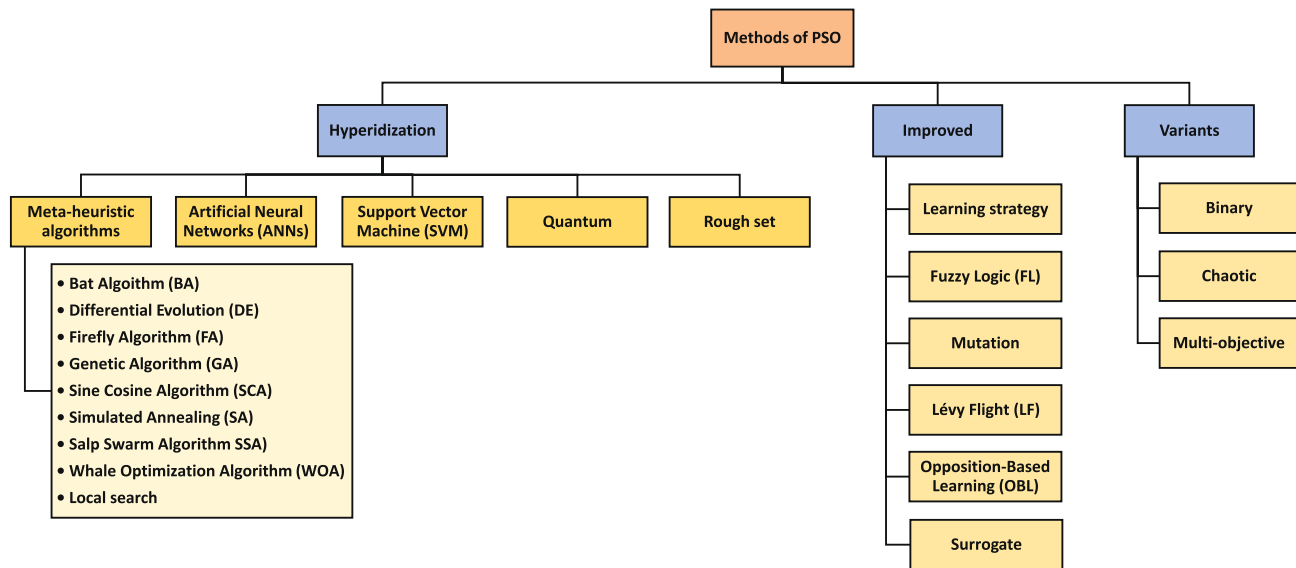 Methods of PSO
Hyperidization
Improved
Variants
Meta-heuristic
algorithms
Artificial Neural
Networks (ANNs)
Support Vector
Machine (SVM)
Quantum
Rough set
• Bat Algoithm (BA)
• Differential Evolution (DE)
• Firefly Algorithm (FA)
• Genetic Algorithm (GA)
• Sine Cosine Algorithm (SCA)
• Simulated Annealing (SA)
• Salp Swarm Algorithm SSA)
• Whale Optimization Algorithm (WOA)
• Local search
Learning strategy
Fuzzy Logic (FL)
Mutation
Lévy Flight (LF)
Opposition-Based
Learning (OBL)
Surrogate
Binary
Chaotic
Multi-objective